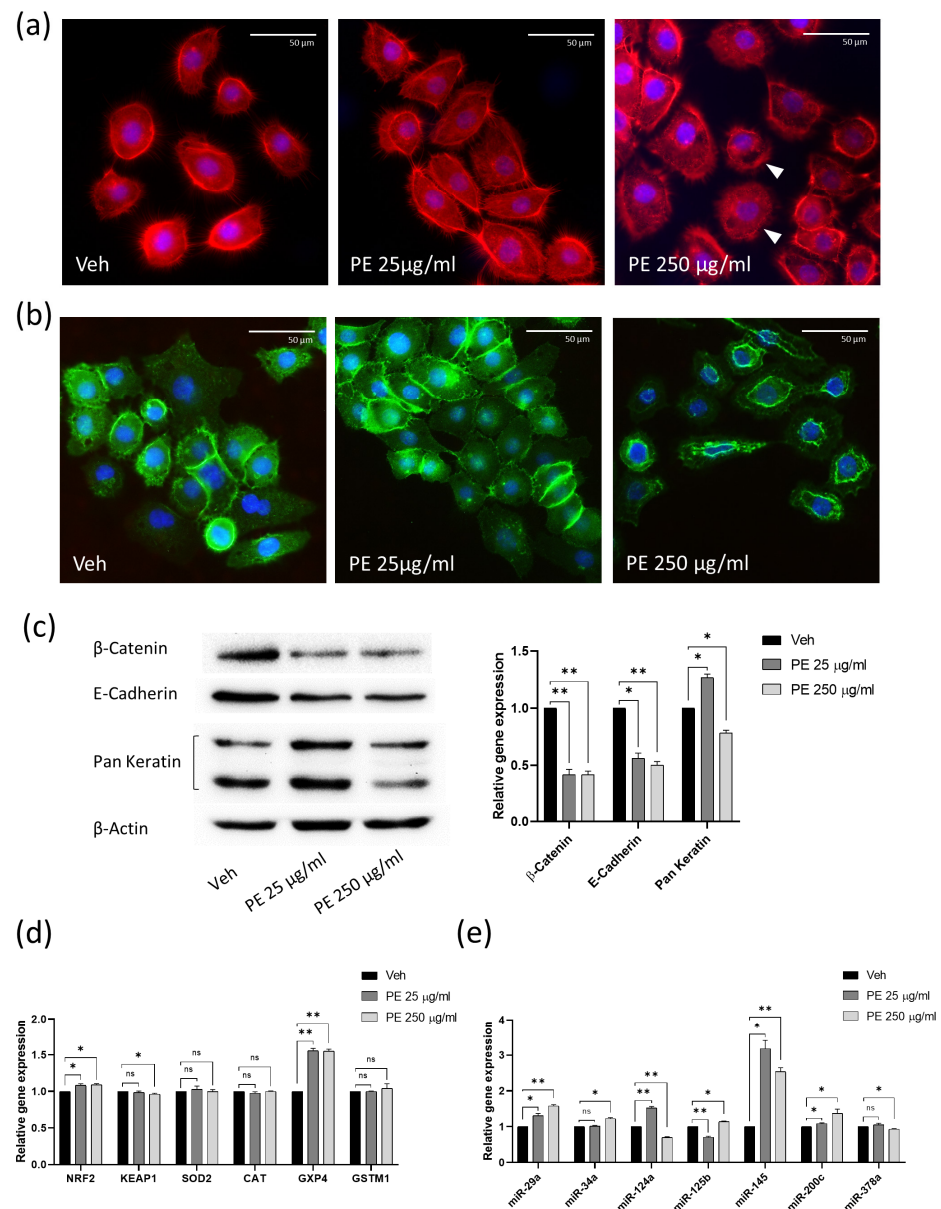 (a)
50 µm
50 µm
50 µm
Veh
PE 25µg/ml
PE 250 µg/ml
(b)
50 µm
50 µm
50 µm
Veh
PE 25µg/ml
PE 250 µg/ml
(c)
β-Catenin
E-Cadherin
Pan Keratin
β-Actin
Veh
PE 25 µg/ml
PE 250 µg/ml
Veh
PE 25 µg/ml
PE 250 µg/ml
Relative gene expression
1.5
1.0
0.5
0.0
**
**
**
*
*
*
β-Catenin
E-Cadherin
Pan Keratin
(d)
Veh
PE 25 µg/ml
PE 250 µg/ml
Relative gene expression
2.0
1.5
1.0
0.5
0.0
*
*
*
ns
ns
ns
ns
ns
**
**
ns
ns
NRF2 KEAP1 SOD2 CAT GXP4 GSTM1
(e)
Veh
PE 25 µg/ml
PE 250 µg/ml
Relative gene expression
4
3
2
1
0
**
*
*
ns
**
**
*
**
**
*
*
*
*
ns
miR-29a
miR-34a
miR-124a
miR-125b
miR-145
miR-200c
miR-378a